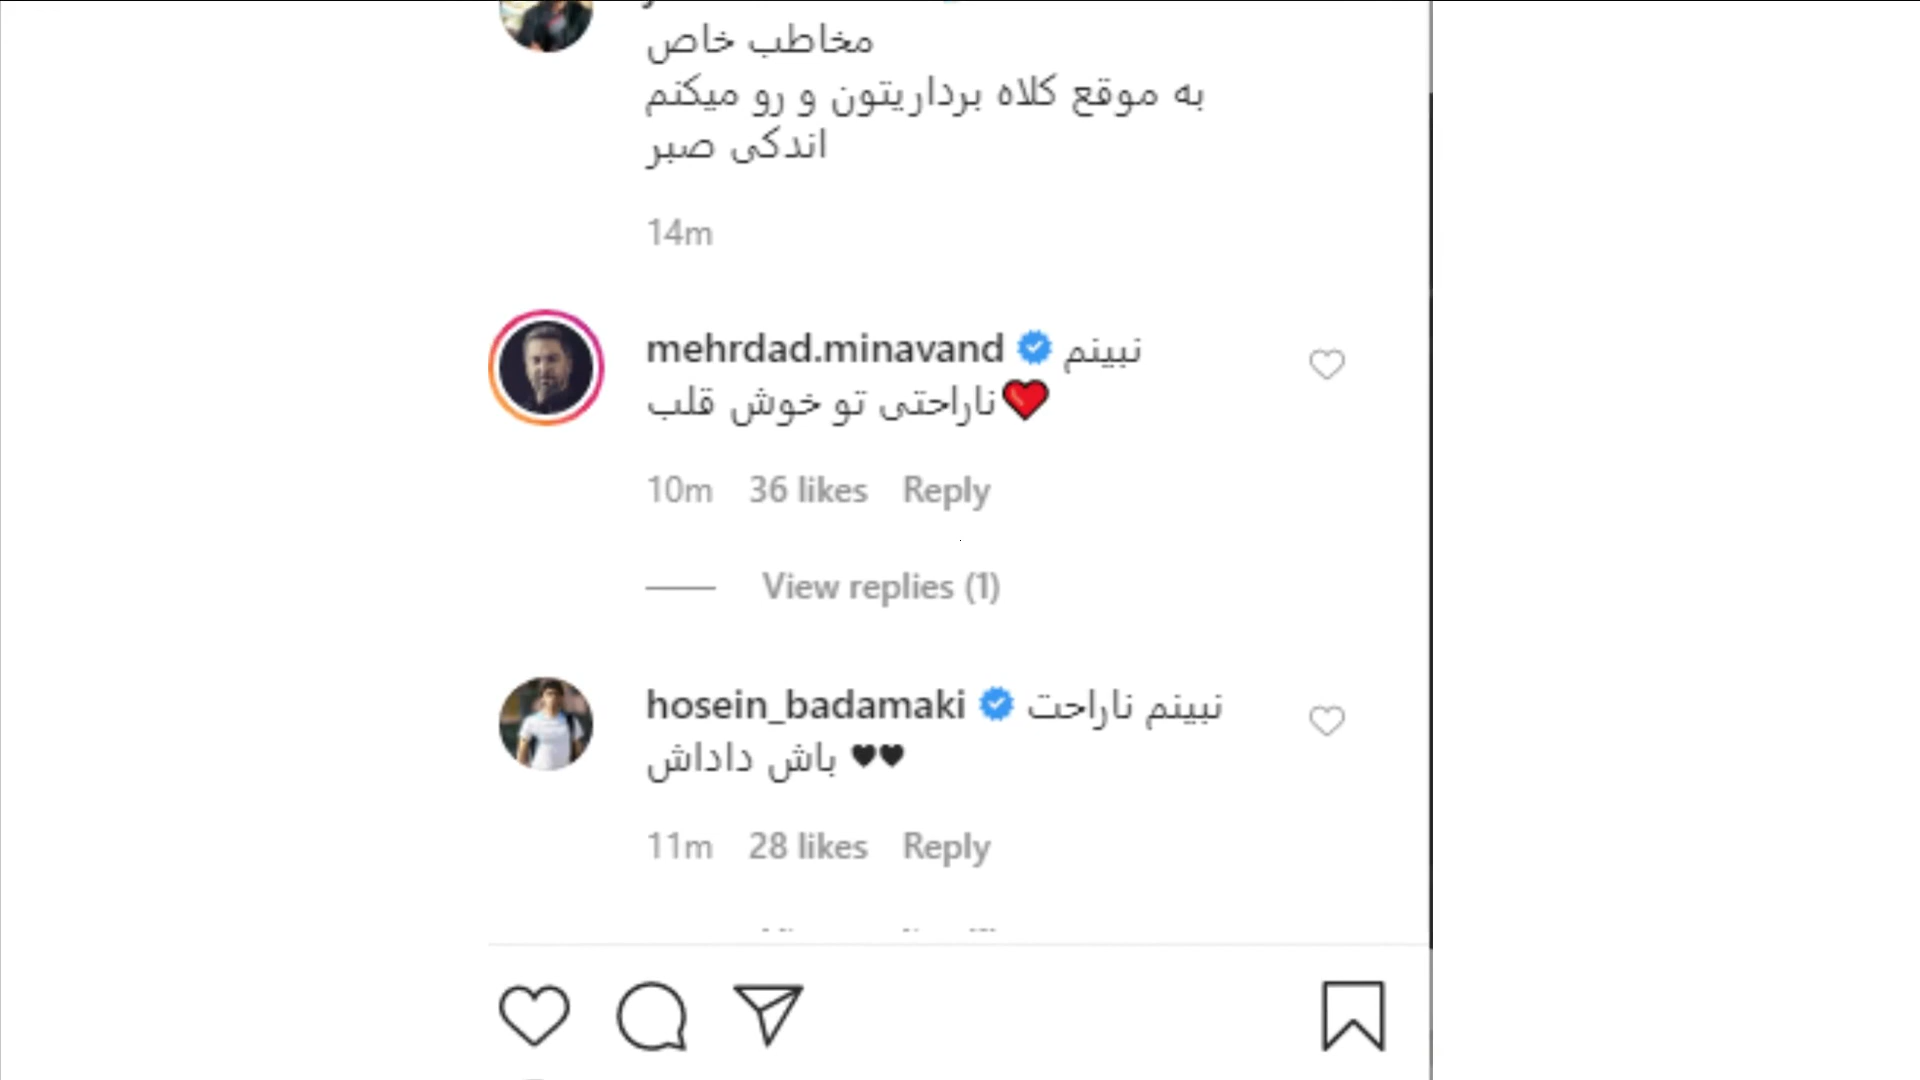 مخاطب خاص
به موقع کلاه برداریتون و رو میکنم
اندکی صبر
14m
mehrdad.minavand نبینم
ناراحتی تو خوش قلب❤️
10m 36 likes Reply
View replies (1)
hosein_badamaki نبینم ناراحت
باش داداش ♥♥
11m 28 likes Reply